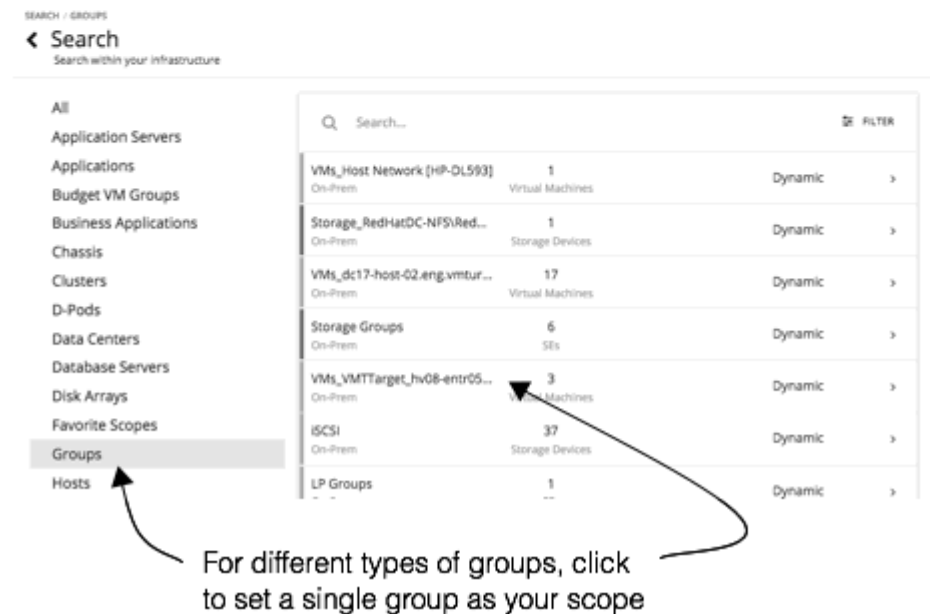 SEARCH / GROUPS
Search
Search within your infrastructure
All
Application Servers
Applications
Budget VM Groups
Business Applications
Chassis
Clusters
D-Pods
Data Centers
Database Servers
Disk Arrays
Favorite Scopes
Groups
Hosts
Search...
FILTER
VMs_Host Network [HP-DL593] 1 Dynamic
On-Prem Virtual Machines
Storage_RedHatDC-NFS\Red... 1 Dynamic
On-Prem Storage Devices
VMs_dc17-host-02.eng.vmtur... 17 Dynamic
On-Prem Virtual Machines
Storage Groups 6 Dynamic
On-Prem SEs
VMs_VMTTarget_hv08-entr05... 3 Dynamic
On-Prem Virtual Machines
iSCSI 37 Dynamic
On-Prem Storage Devices
LP Groups 1 Dynamic
For different types of groups, click
to set a single group as your scope